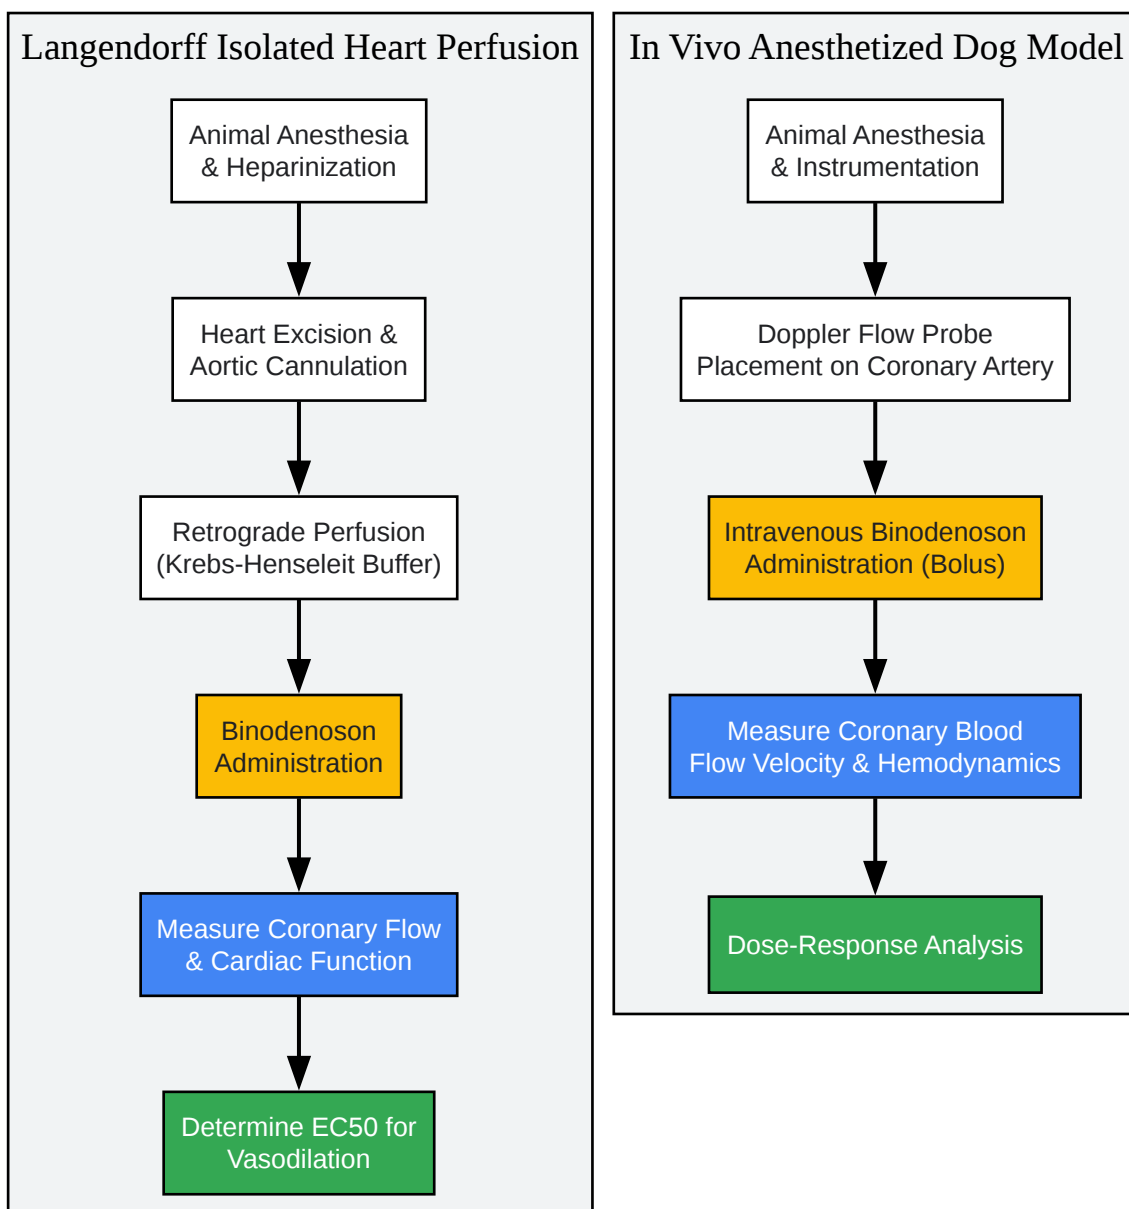 Langendorff Isolated Heart Perfusion
Animal Anesthesia
& Heparinization
Heart Excision &
Aortic Cannulation
Retrograde Perfusion
(Krebs-Henseleit Buffer)
Binodenoson
Administration
Measure Coronary Flow
& Cardiac Function
Determine EC50 for
Vasodilation
In Vivo Anesthetized Dog Model
Animal Anesthesia
& Instrumentation
Doppler Flow Probe
Placement on Coronary Artery
Intravenous Binodenoson
Administration (Bolus)
Measure Coronary Blood
Flow Velocity & Hemodynamics
Dose-Response Analysis